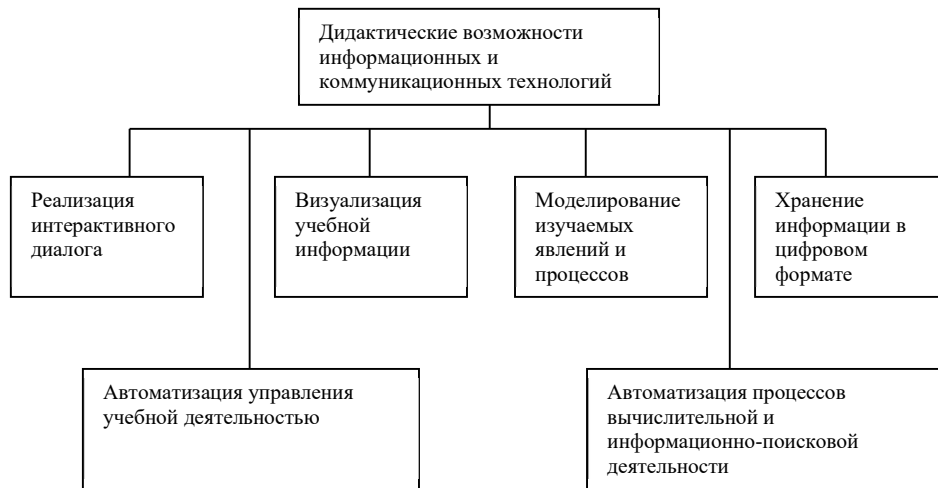 Дидактические возможности
информационных и
коммуникационных технологий
Реализация
интерактивного
диалога
Визуализация
учебной
информации
Моделирование
изучаемых
явлений и
процессов
Хранение
информации в
цифровом
формате
Автоматизация управления
учебной деятельностью
Автоматизация процессов
вычислительной и
информационно-поисковой
деятельности